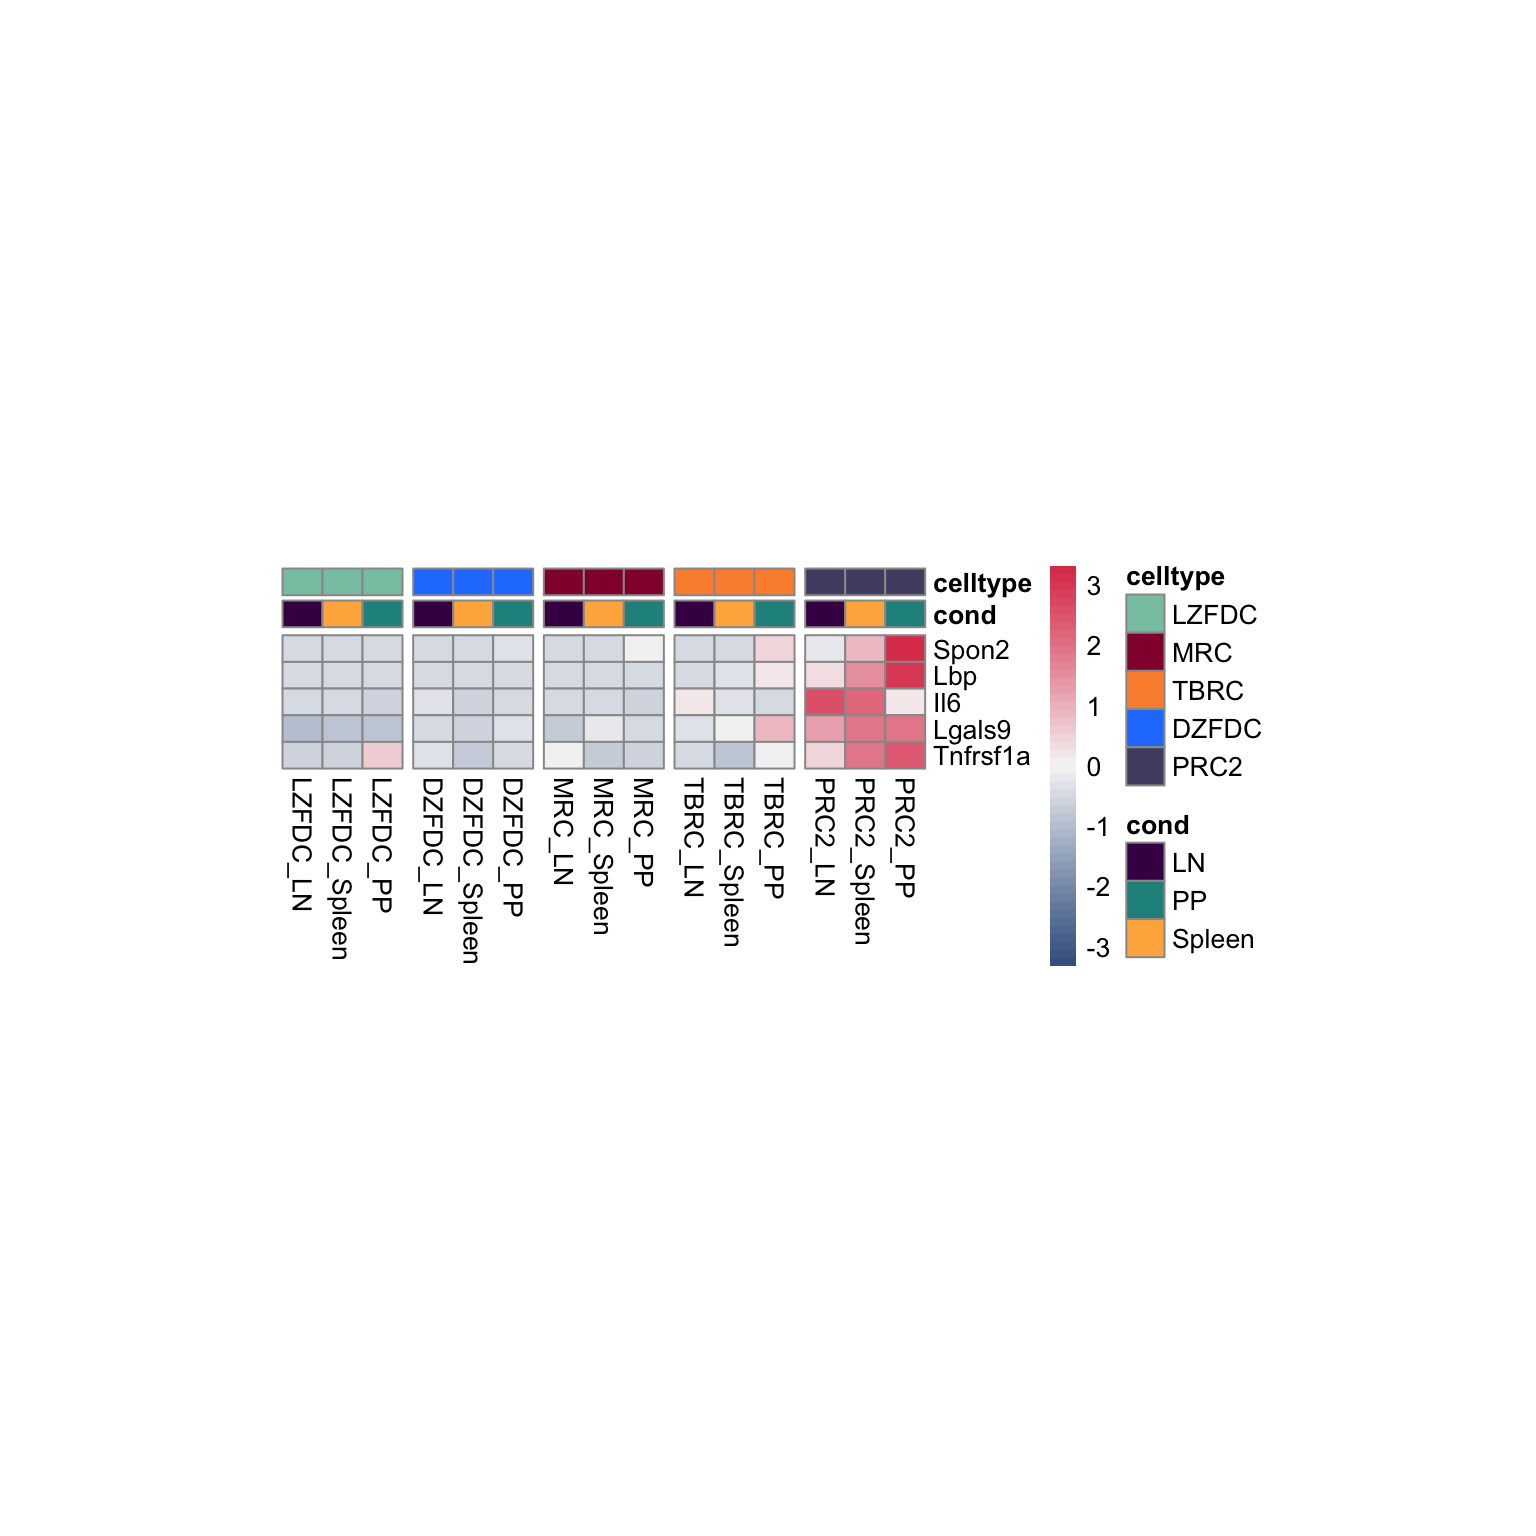 celltype
cond
Spon2
Lbp
Il6
Lgals9
Tnfrsf1a
LZFDC_LN
LZFDC_Spleen
LZFDC_PP
DZFDC_LN
DZFDC_Spleen
DZFDC_PP
MRC_LN
MRC_Spleen
MRC_PP
TBRC_LN
TBRC_Spleen
TBRC_PP
PRC2_LN
PRC2_Spleen
PRC2_PP
3
2
1
0
-1
-2
-3
celltype
LZFDC
MRC
TBRC
DZFDC
PRC2
cond
LN
PP
Spleen